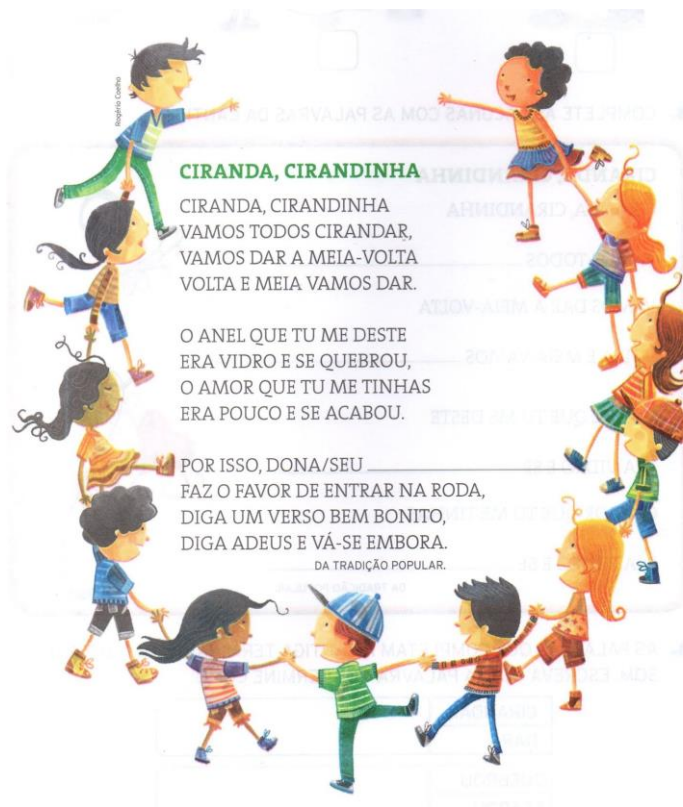 Rogério Coelho
CIRANDA, CIRANDINHA
CIRANDA, CIRANDINHA
VAMOS TODOS CIRANDAR,
VAMOS DAR A MEIA-VOLTA
VOLTA E MEIA VAMOS DAR.
O ANEL QUE TU ME DESTE
ERA VIDRO E SE QUEBROU,
O AMOR QUE TU ME TINHAS
ERA POUCO E SE ACABOU.
POR ISSO, DONA/SEU
FAZ O FAVOR DE ENTRAR NA RODA,
DIGA UM VERSO BEM BONITO,
DIGA ADEUS E VÁ-SE EMBORA.
DA TRADIÇÃO POPULAR.